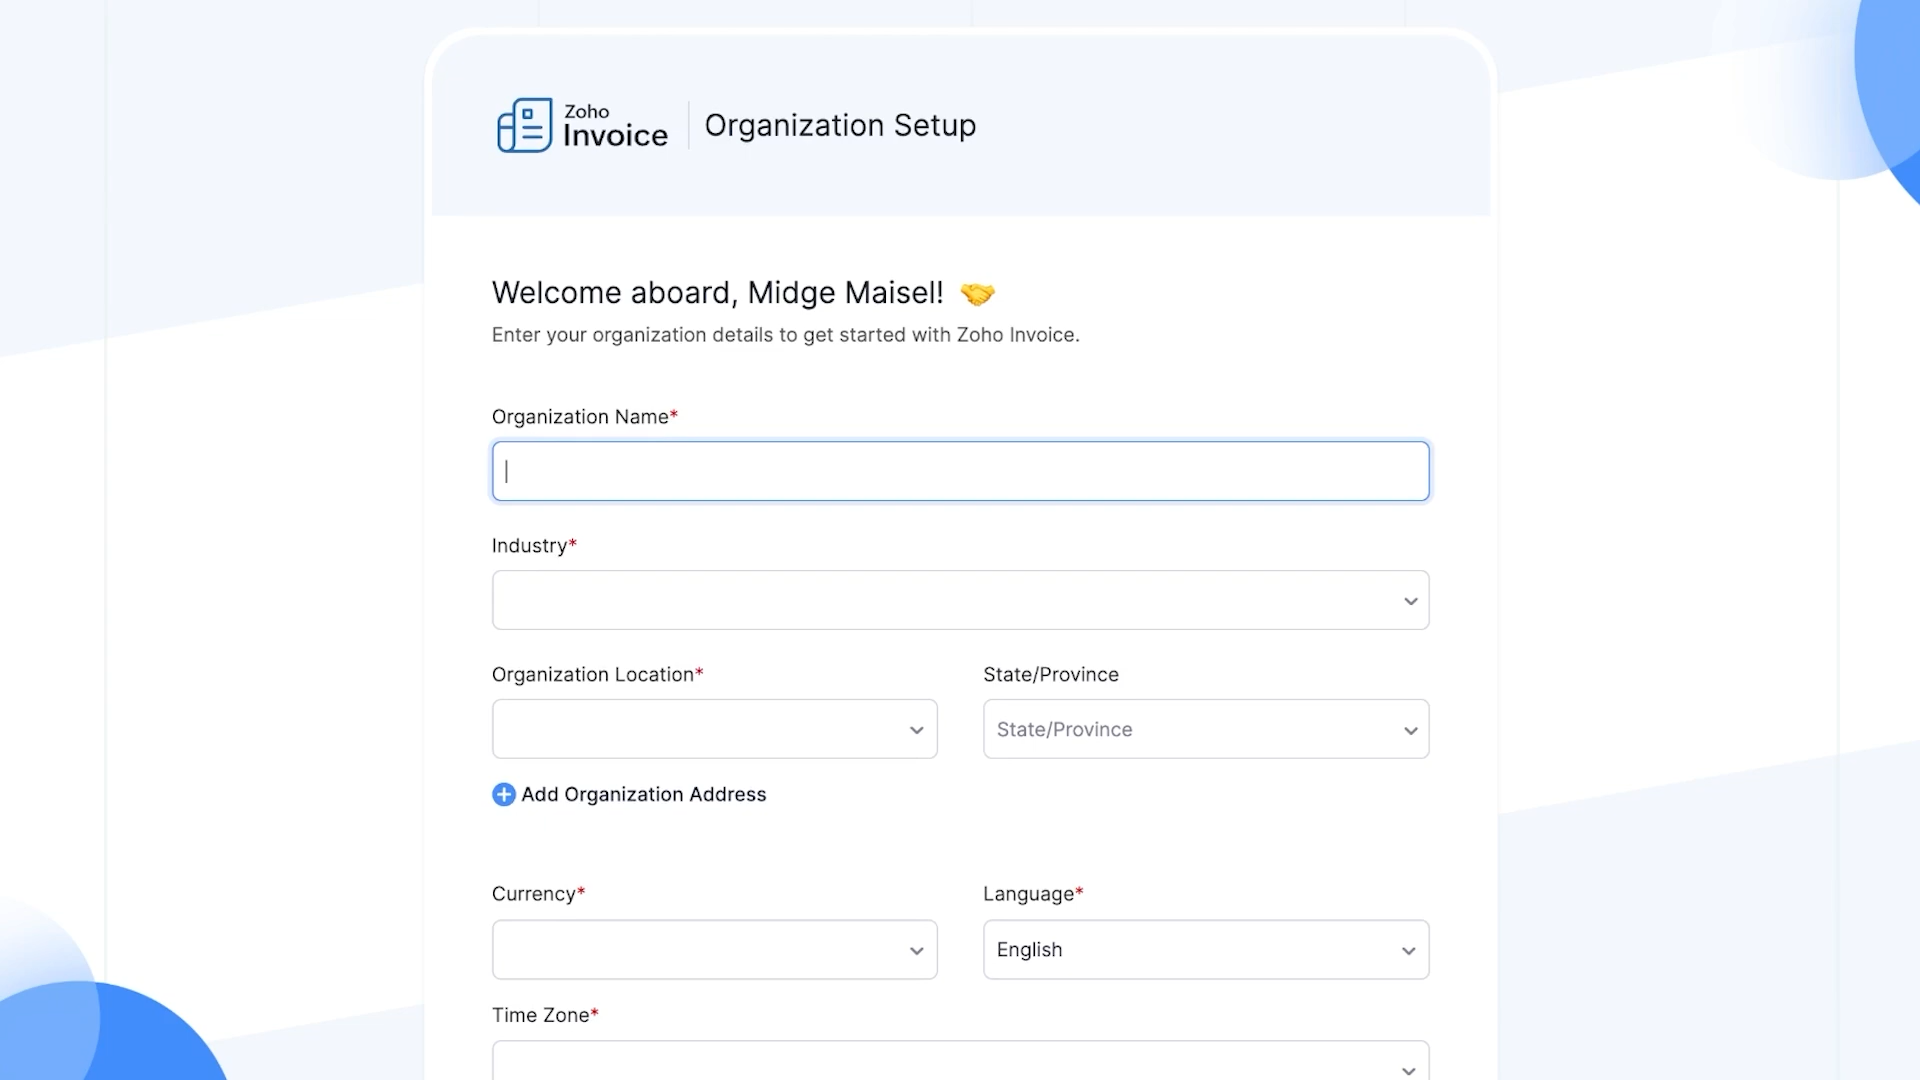 Zoho
Invoice
Organization Setup
Welcome aboard, Midge Maisel! 🤝
Enter your organization details to get started with Zoho Invoice.
Organization Name*
Industry*
Organization Location*
State/Province
State/Province
Add Organization Address
Currency*
Language*
English
Time Zone*